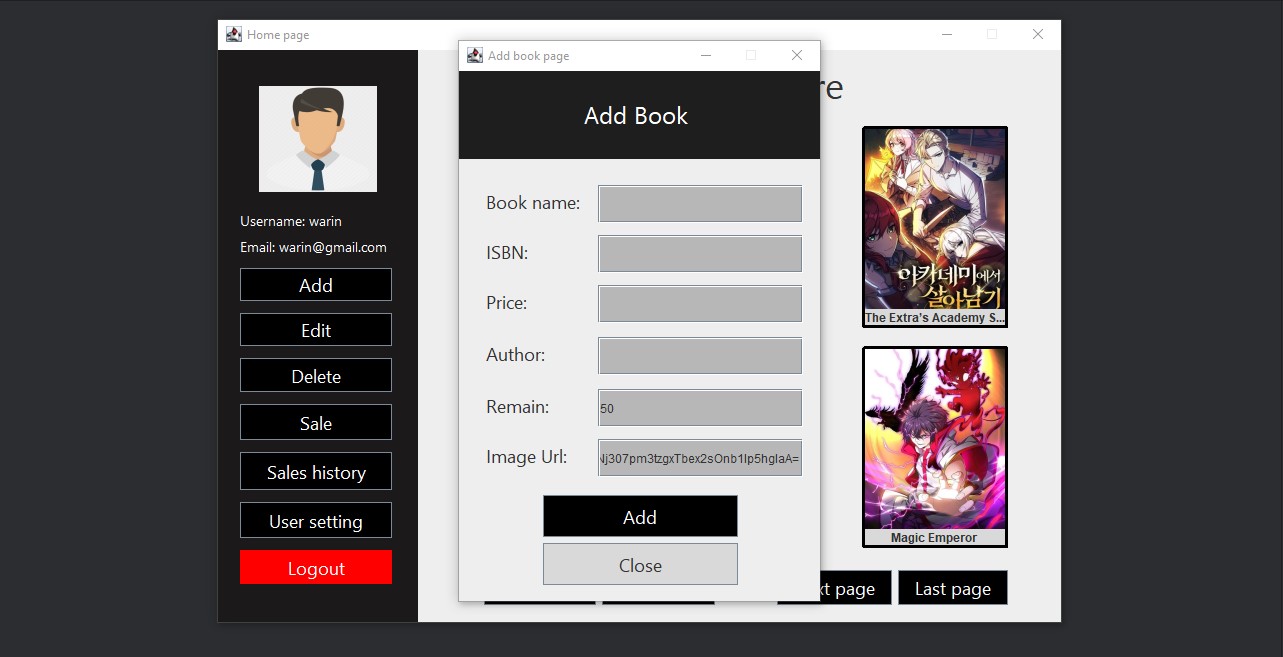 Home page
Username: warin
Email: warin@gmail.com
Add
Edit
Delete
Sale
Sales history
User setting
Logout
Add book page
Add Book
Book name:
ISBN:
Price:
Author:
Remain:
50
Image Url:
Nj307pm3tzgxTbex2sOnb1lp5hglaA=
Add
Close
re
아카데미에서
살아남기
The Extra's Academy S...
Magic Emperor
xt page
Last page